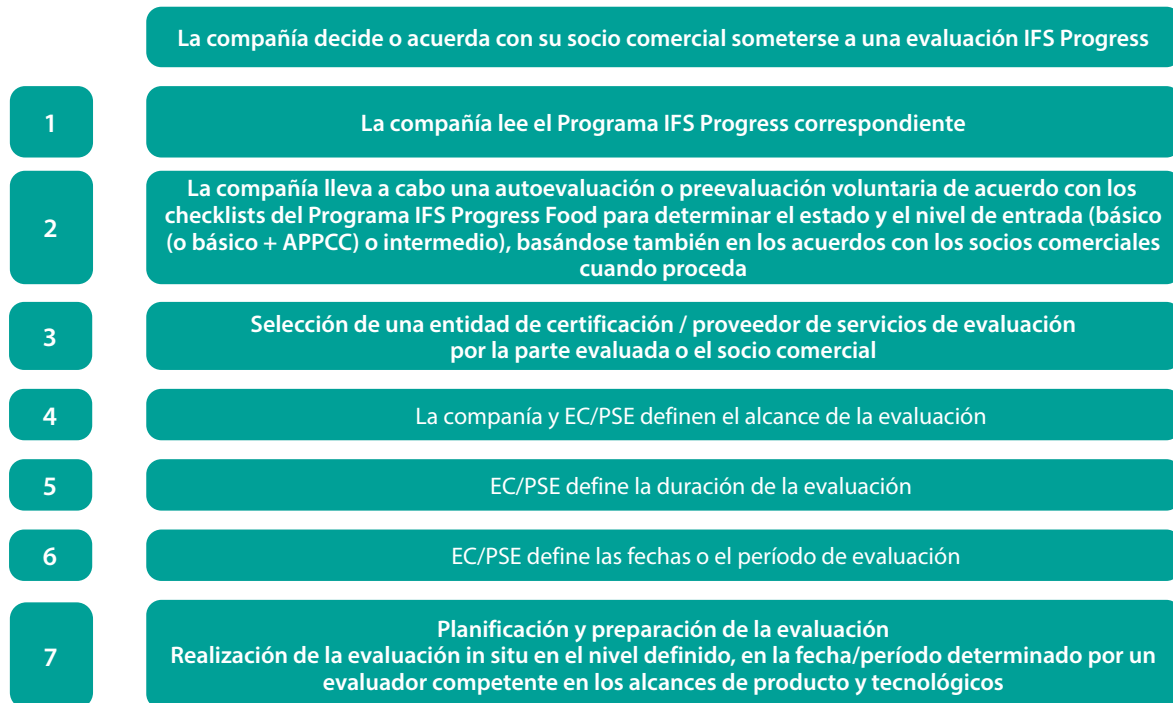 La compañía decide o acuerda con su socio comercial someterse a una evaluación IFS Progress
1
La compañía lee el Programa IFS Progress correspondiente
2
La compañía lleva a cabo una autoevaluación o preevaluación voluntaria de acuerdo con los
checklists del Programa IFS Progress Food para determinar el estado y el nivel de entrada (básico
(o básico + APPCC) o intermedio), basándose también en los acuerdos con los socios comerciales
cuando proceda
3
Selección de una entidad de certificación / proveedor de servicios de evaluación
por la parte evaluada o el socio comercial
4
La companía y EC/PSE definen el alcance de la evaluación
5
EC/PSE define la duración de la evaluación
6
EC/PSE define las fechas o el período de evaluación
7
Planificación y preparación de la evaluación
Realización de la evaluación in situ en el nivel definido, en la fecha/período determinado por un
evaluador competente en los alcances de producto y tecnológicos